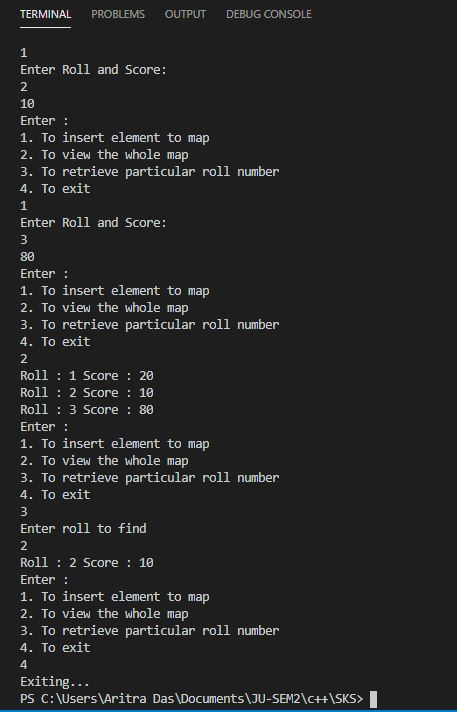 TERMINAL PROBLEMS OUTPUT DEBUG CONSOLE
1
Enter Roll and Score:
2
10
Enter :
1. To insert element to map
2. To view the whole map
3. To retrieve particular roll number
4. To exit
1
Enter Roll and Score:
3
80
Enter :
1. To insert element to map
2. To view the whole map
3. To retrieve particular roll number
4. To exit
2
Roll : 1 Score : 20
Roll : 2 Score : 10
Roll : 3 Score : 80
Enter :
1. To insert element to map
2. To view the whole map
3. To retrieve particular roll number
4. To exit
3
Enter roll to find
2
Roll : 2 Score : 10
Enter :
1. To insert element to map
2. To view the whole map
3. To retrieve particular roll number
4. To exit
4
Exiting...
PS C:\Users\Aritra Das\Documents\JU-SEM2\c++\SKS>